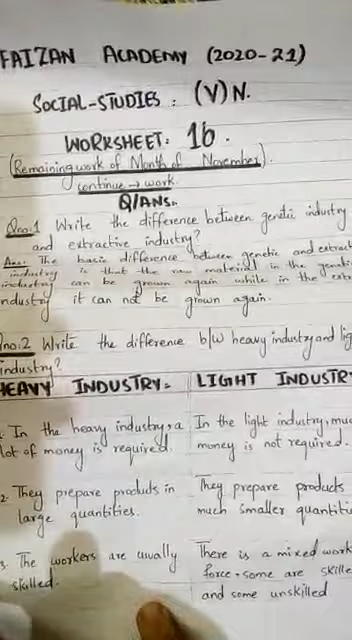 FAIZAN ACADEMY (2020-21)
SOCIAL-STUDIES: (V) N.
WORKSHEET: 16.
(Remaining work of Month of November).
continue → work.
Q/ANS:-
Qno:1 Write the difference between genetic industry
and extractive industry?
Ans: The basic difference between genetic and extract
industry is that the raw material in the geneti
industry can be grown again while in the extr
ndustry it can not be grown again.
no:2 Write the difference b/w heavy industry and lig
industry?
HEAVY INDUSTRY:- LIGHT INDUSTRY
1. In the heavy industry, a In the light industry, muc
lot of money is required. money is not required.
2. They prepare products in They prepare products
large quantities. much smaller quantiti
3. The workers are usually There is a mixed work
skilled. force, some are skille
and some unskilled